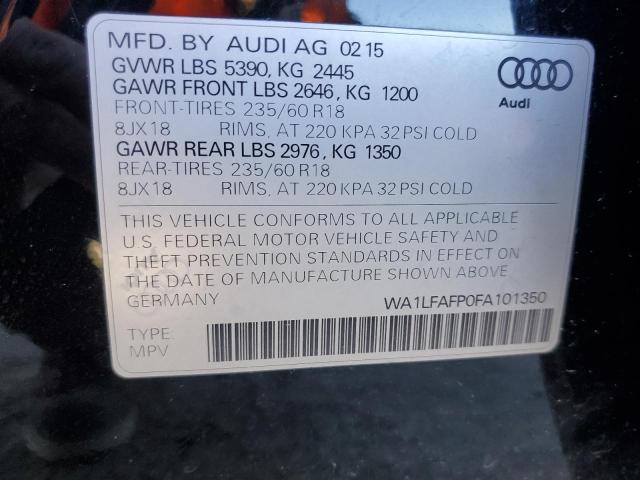 MFD. BY AUDI AG 02 15
GVWR LBS 5390, KG 2445
GAWR FRONT LBS 2646, KG 1200
FRONT-TIRES 235/60 R18
8JX18 RIMS, AT 220 KPA 32 PSI COLD
GAWR REAR LBS 2976, KG 1350
REAR-TIRES 235/60 R18
8JX18 RIMS, AT 220 KPA 32 PSI COLD
Audi
THIS VEHICLE CONFORMS TO ALL APPLICABLE
U.S. FEDERAL MOTOR VEHICLE SAFETY AND
THEFT PREVENTION STANDARDS IN EFFECT ON
THE DATE OF MANUFACTURE SHOWN ABOVE
GERMANY WA1LFAFP0FA101350
TYPE:
MPV